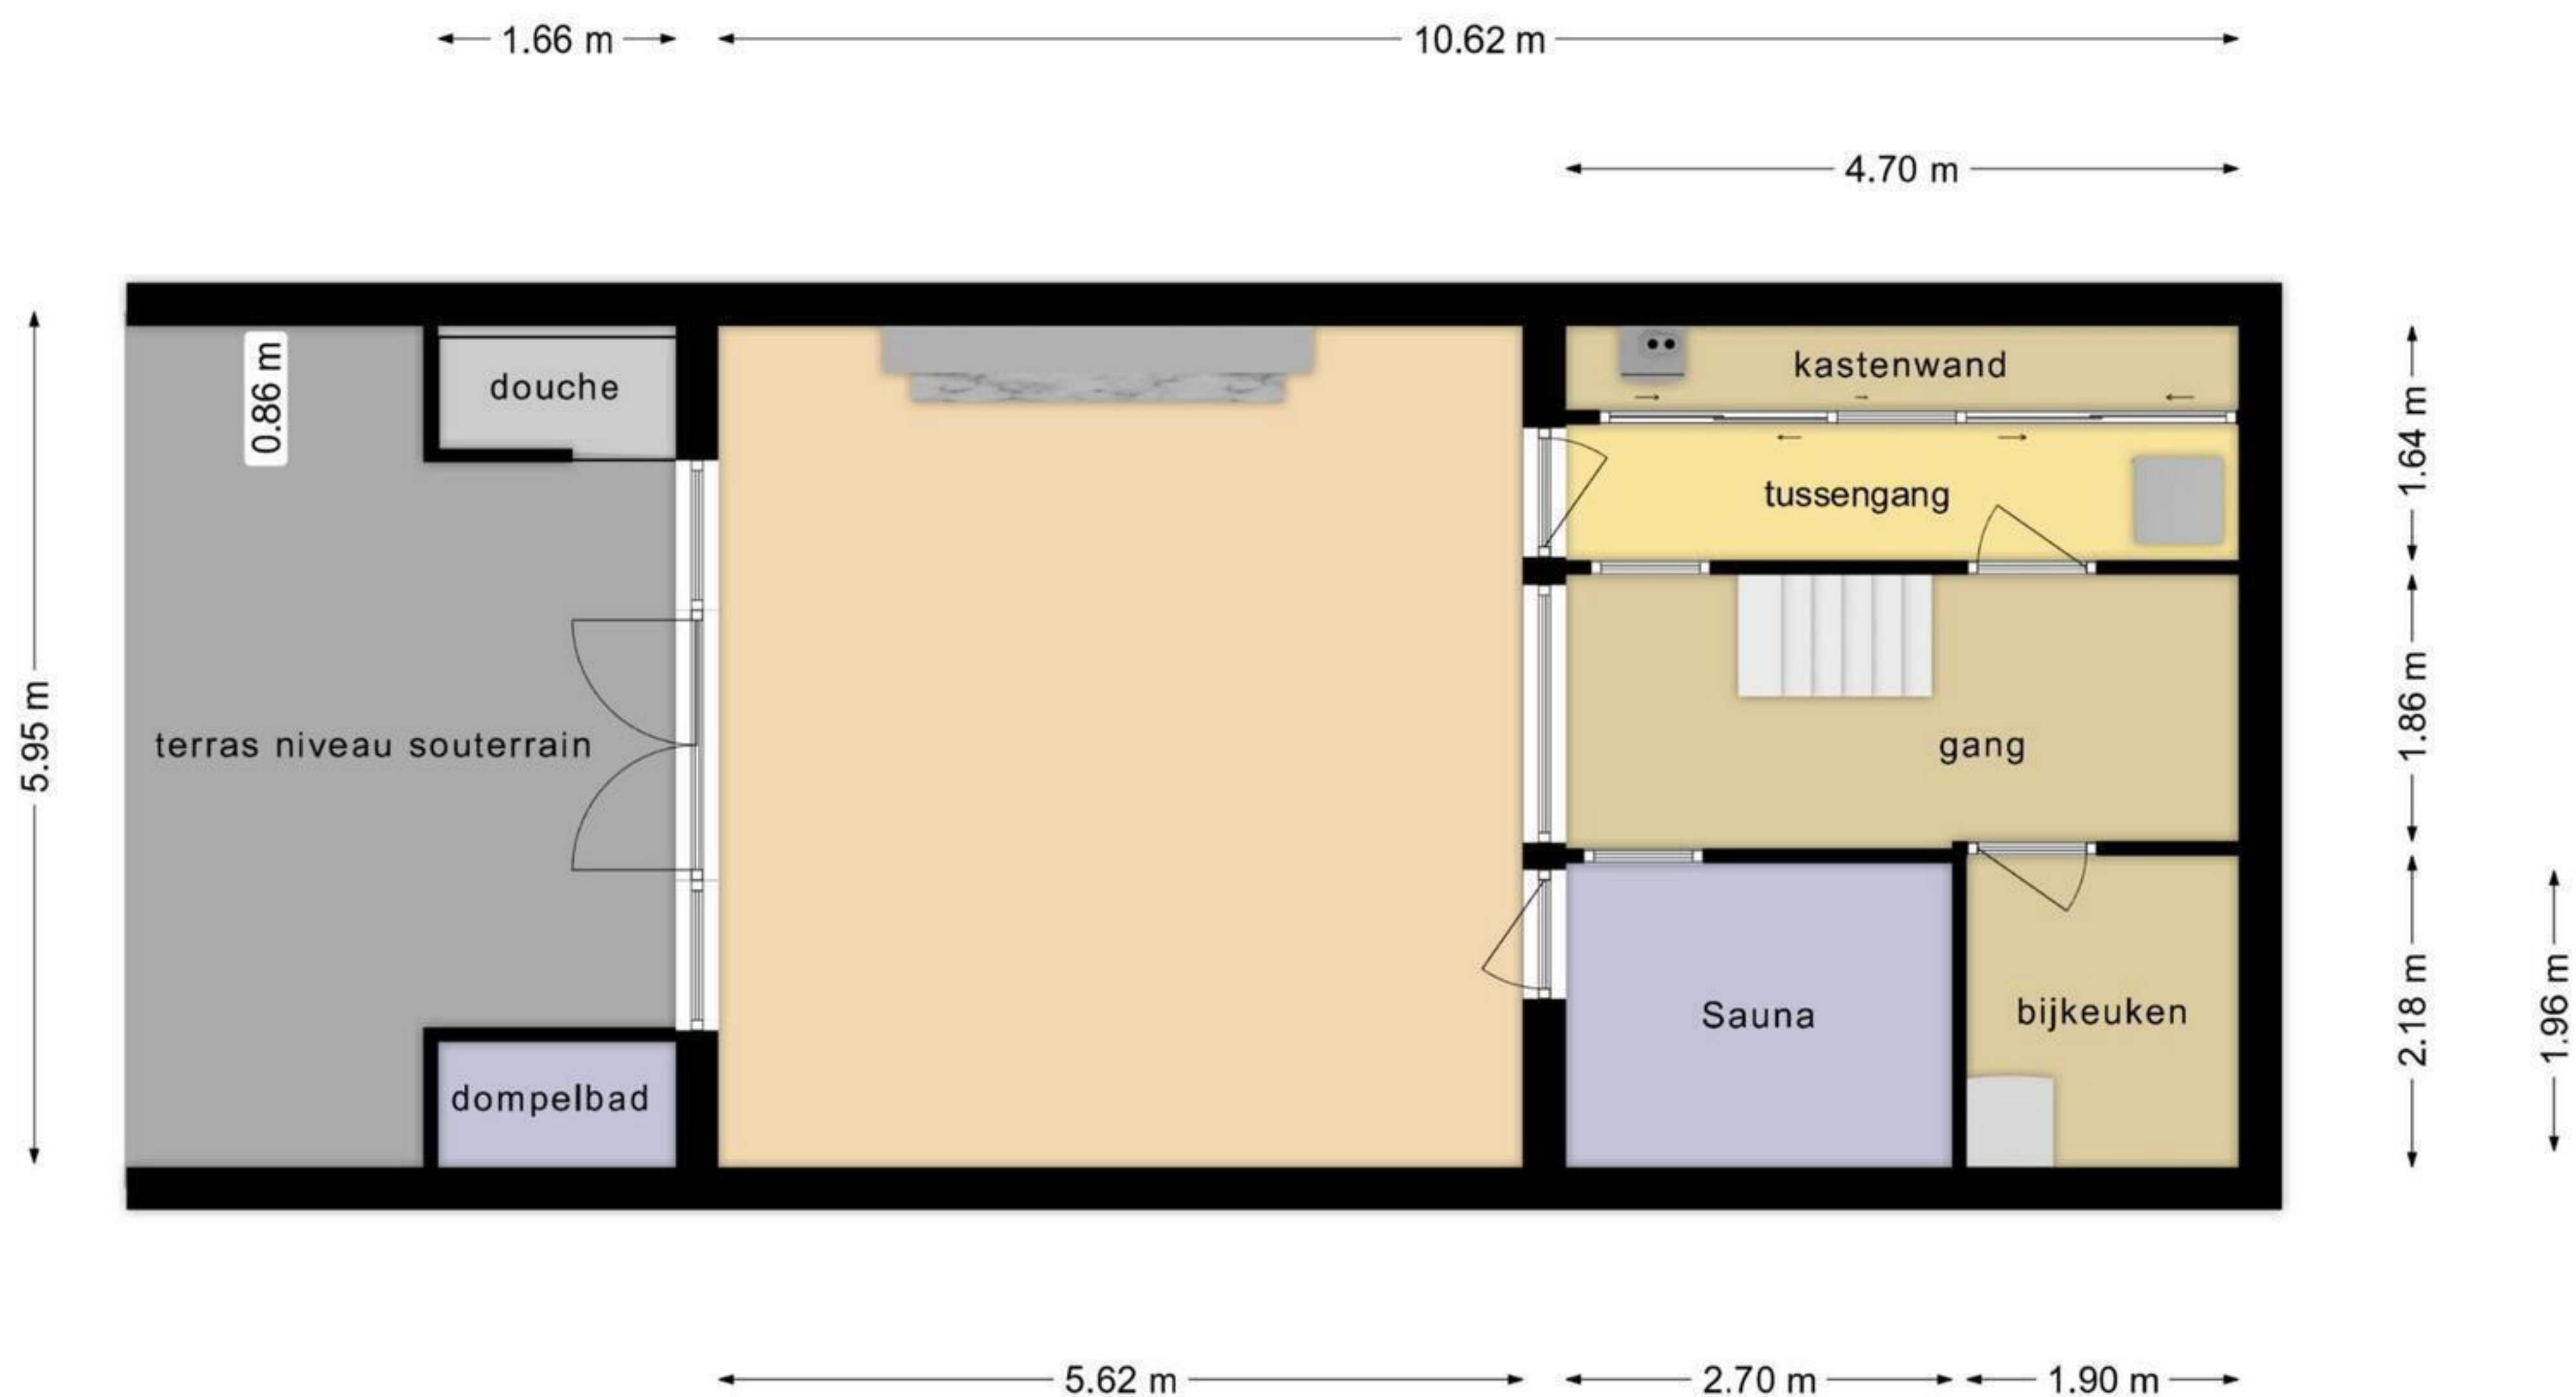 1.66 m
10.62 m
4.70 m
0.86 m
douche
kastenwand
1.64 m
tussengang
5.95 m
terras niveau souterrain
gang
1.86 m
Sauna
bijkeuken
2.18 m
1.96 m
dompelbad
5.62 m
2.70 m
1.90 m